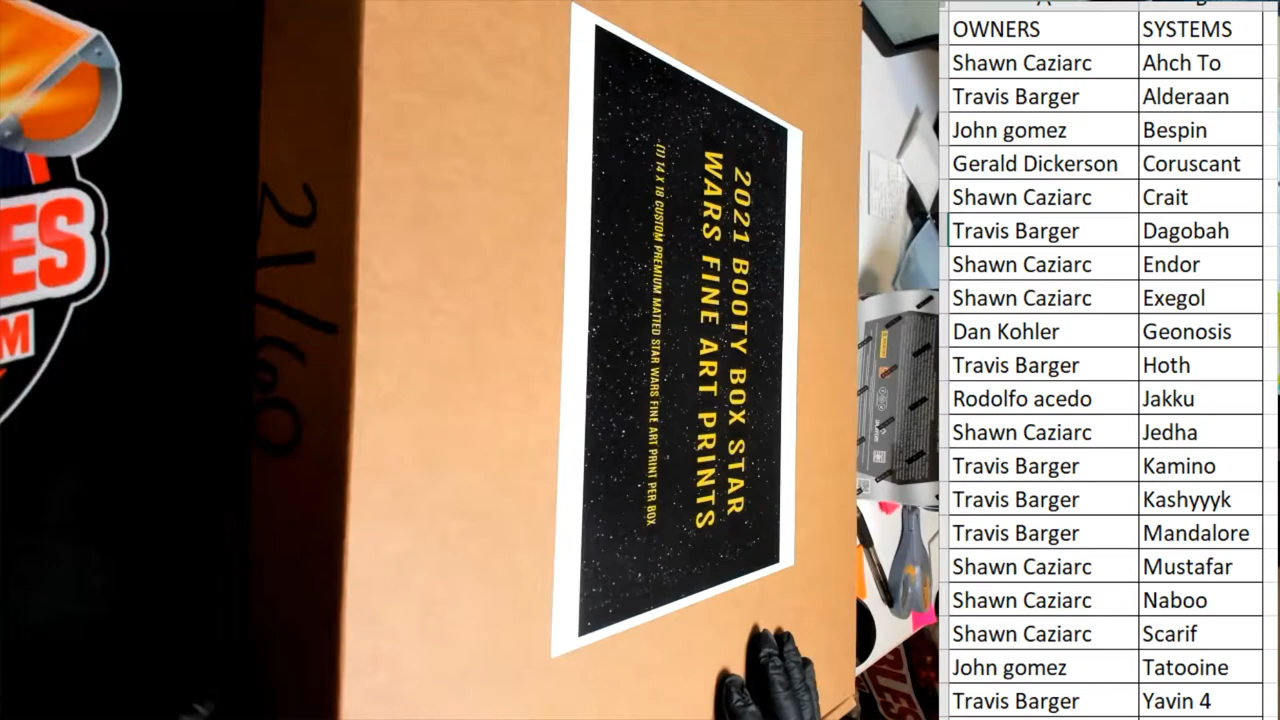 ES
M
21/60
2021 BOOTY BOX STAR
WARS FINE ART PRINTS
-(1) 14 X 18 CUSTOM PREMIUM MATTED STAR WARS FINE ART PRINT PER BOX
OWNERS SYSTEMS
Shawn Caziarc Ahch To
Travis Barger Alderaan
John gomez Bespin
Gerald Dickerson Coruscant
Shawn Caziarc Crait
Travis Barger Dagobah
Shawn Caziarc Endor
Shawn Caziarc Exegol
Dan Kohler Geonosis
Travis Barger Hoth
Rodolfo acedo Jakku
Shawn Caziarc Jedha
Travis Barger Kamino
Travis Barger Kashyyyk
Travis Barger Mandalore
Shawn Caziarc Mustafar
Shawn Caziarc Naboo
Shawn Caziarc Scarif
John gomez Tatooine
Travis Barger Yavin 4